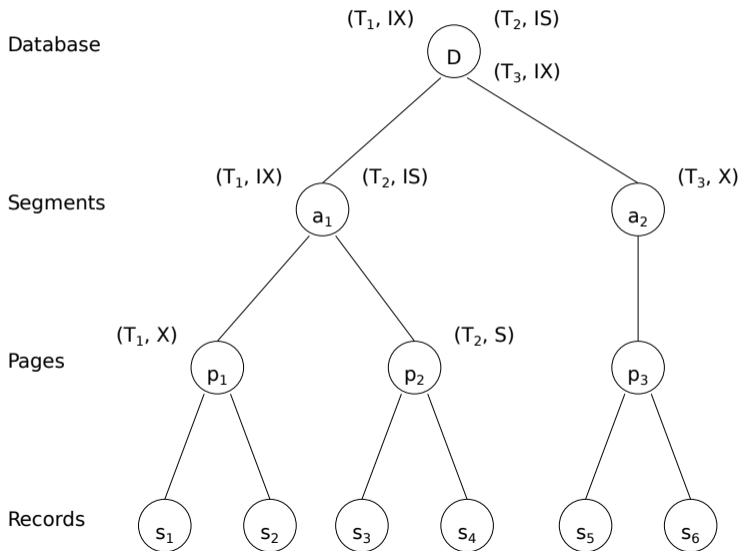 (T₁, IX) (T₂, IS)
Database D
(T₃, IX)
(T₁, IX) (T₂, IS) (T₃, X)
Segments a₁ a₂
(T₁, X) (T₂, S)
Pages p₁ p₂ p₃
Records s₁ s₂ s₃ s₄ s₅ s₆